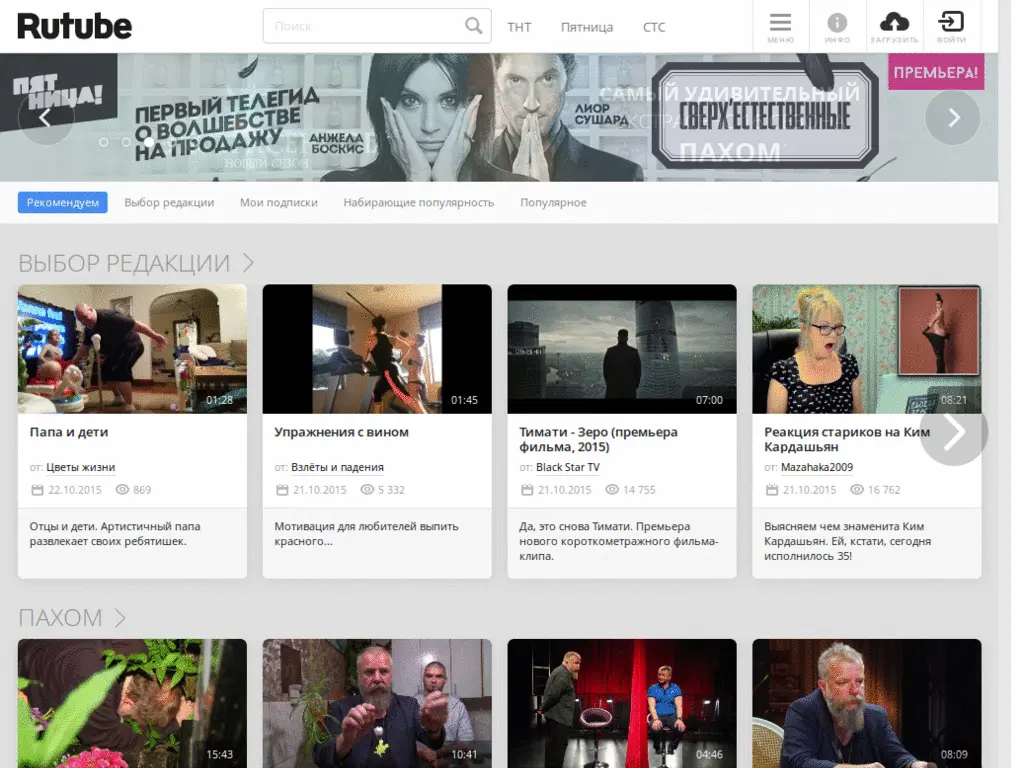 Rutube
Поиск
ТНТ
Пятница
СТС
МЕНЮ
ИНФО
ЗАГРУЗИТЬ
ВОЙТИ
ПЯТ
НИЦА!
ПЕРВЫЙ ТЕЛЕГИД
О ВОЛШЕБСТВЕ
НА ПРОДАЖУ
АНЖЕЛА
БОСКИС
НОВЫЙ СЕЗОН
ЛИОР
СУШАРД
САМЫЙ УДИВИТЕЛЬНЫЙ
СВЕРХ'ЕСТЕСТВЕННЫЕ
ПАХОМ
ПРЕМЬЕРА!
Рекомендуем
Выбор редакции
Мои подписки
Набирающие популярность
Популярное
ВЫБОР РЕДАКЦИИ
01:28
Папа и дети
от: Цветы жизни
22.10.2015 869
Отцы и дети. Артистичный папа
развлекает своих ребятишек.
01:45
Упражнения с вином
от: Взлёты и падения
21.10.2015 5 332
Мотивация для любителей выпить
красного...
07:00
Тимати - Зеро (премьера
фильма, 2015)
от: Black Star TV
21.10.2015 14 755
Да, это снова Тимати. Премьера
нового короткометражного фильма-
клипа.
08:21
Реакция стариков на Ким
Кардашьян
от: Mazahaka2009
21.10.2015 16 762
Выясняем чем знаменита Ким
Кардашьян. Ей, кстати, сегодня
исполнилось 35!
ПАХОМ
15:43
10:41
04:46
08:09